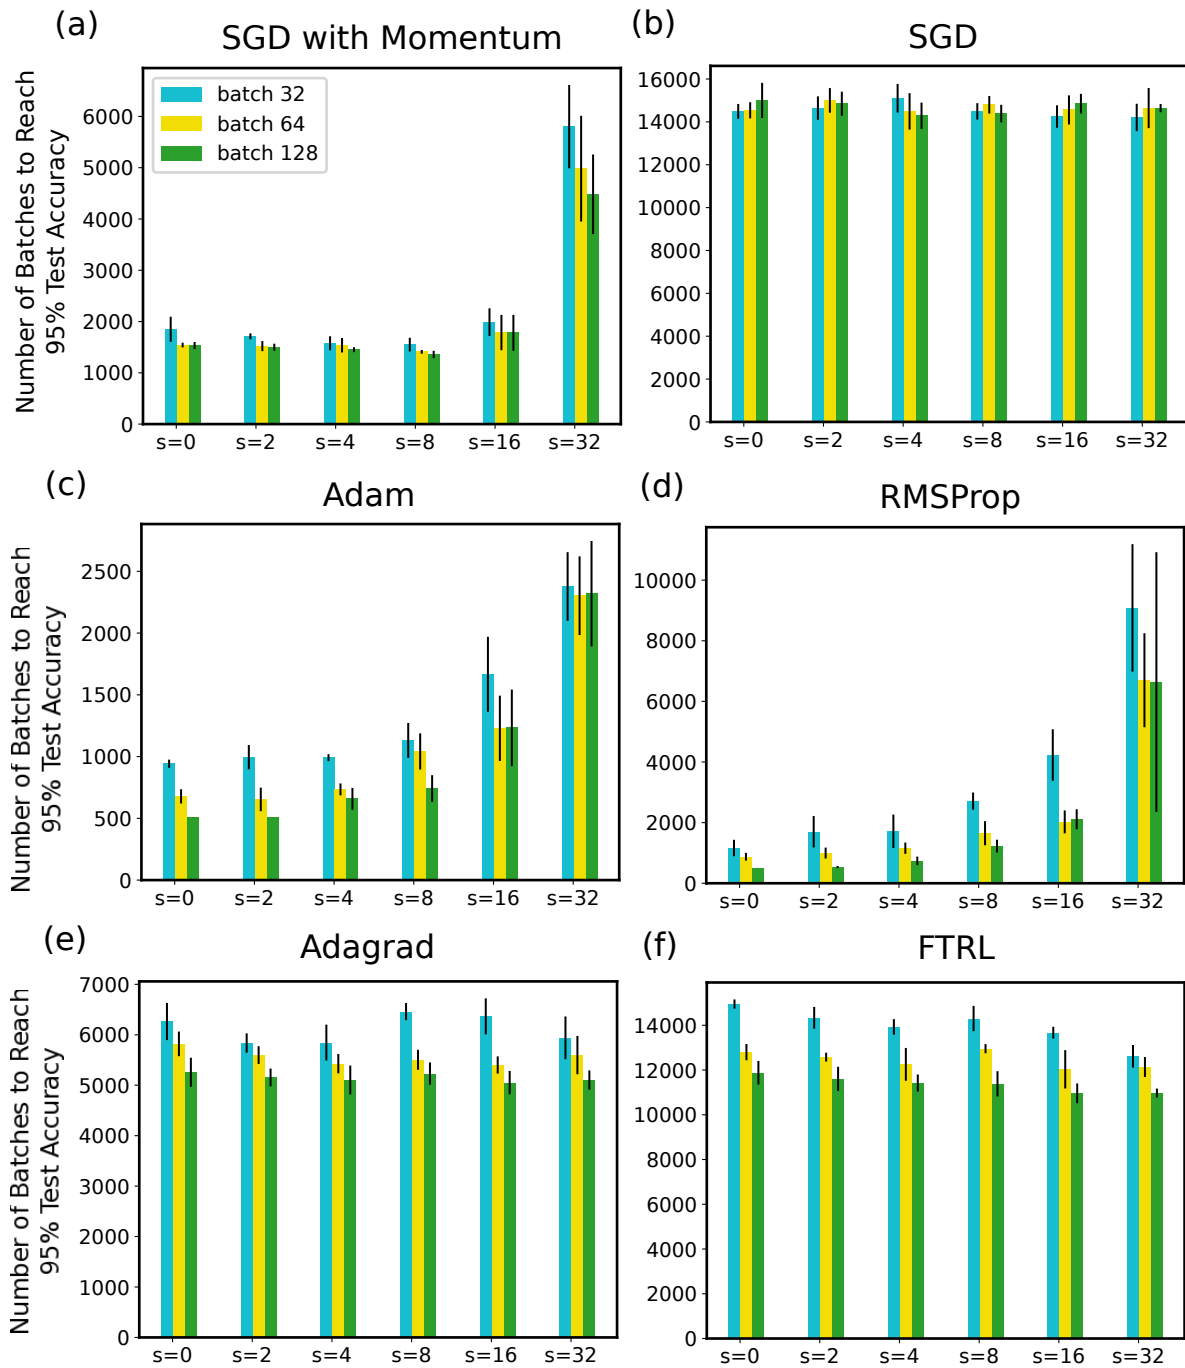 (a)
SGD with Momentum
Number of Batches to Reach
95% Test Accuracy
6000
5000
4000
3000
2000
1000
0
batch 32
batch 64
batch 128
s=0 s=2 s=4 s=8 s=16 s=32
(b)
SGD
16000
14000
12000
10000
8000
6000
4000
2000
0
s=0 s=2 s=4 s=8 s=16 s=32
(c)
Adam
Number of Batches to Reach
95% Test Accuracy
2500
2000
1500
1000
500
0
s=0 s=2 s=4 s=8 s=16 s=32
(d)
RMSProp
10000
8000
6000
4000
2000
0
s=0 s=2 s=4 s=8 s=16 s=32
(e)
Adagrad
Number of Batches to Reach
95% Test Accuracy
7000
6000
5000
4000
3000
2000
1000
0
s=0 s=2 s=4 s=8 s=16 s=32
(f)
FTRL
14000
12000
10000
8000
6000
4000
2000
0
s=0 s=2 s=4 s=8 s=16 s=32